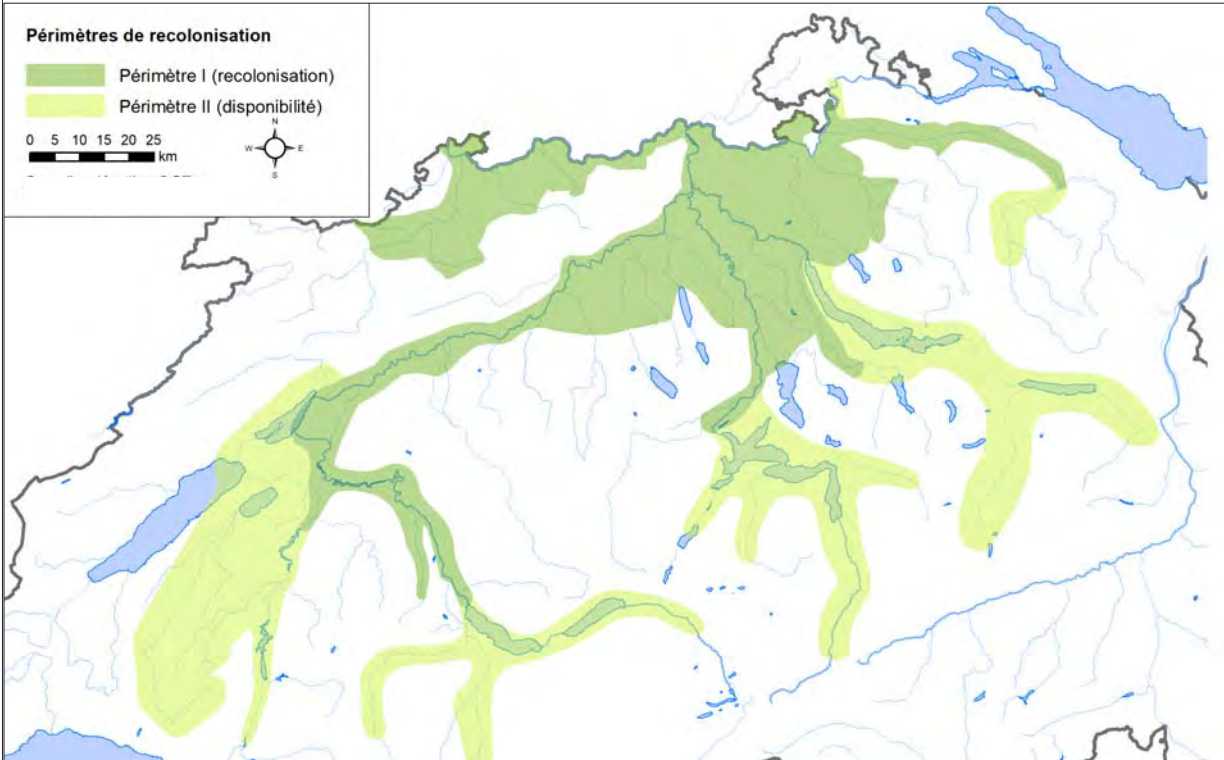 Périmètres de recolonisation
Périmètre I (recolonisation)
Périmètre II (disponibilité)
0 5 10 15 20 25
km
N
W E
S